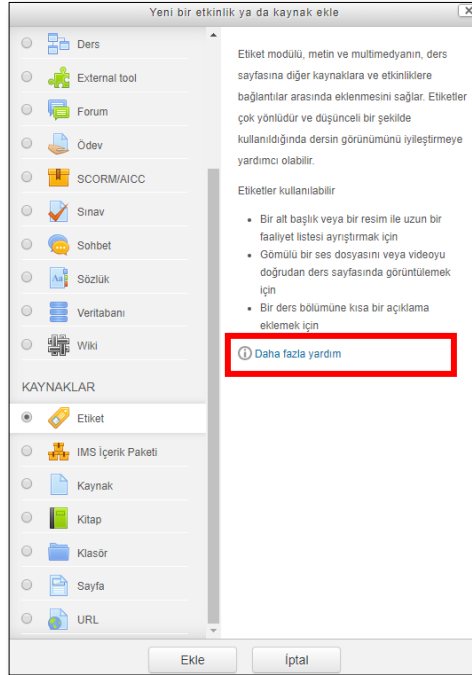 Yeni bir etkinlik ya da kaynak ekle
Ders
External tool
Forum
Ödev
SCORM/AICC
Sınav
Sohbet
Sözlük
Veritabanı
Wiki
KAYNAKLAR
Etiket
IMS İçerik Paketi
Kaynak
Kitap
Klasör
Sayfa
URL
Etiket modülü, metin ve multimedyanın, ders
sayfasına diğer kaynaklara ve etkinliklere
bağlantılar arasında eklenmesini sağlar. Etiketler
çok yönlüdür ve düşünceli bir şekilde
kullanıldığında dersin görünümünü iyileştirmeye
yardımcı olabilir.
Etiketler kullanılabilir
• Bir alt başlık veya bir resim ile uzun bir
faaliyet listesi ayrıştırmak için
• Gömülü bir ses dosyasını veya videoyu
doğrudan ders sayfasında görüntülemek
için
• Bir ders bölümüne kısa bir açıklama
eklemek için
Daha fazla yardım
Ekle
İptal